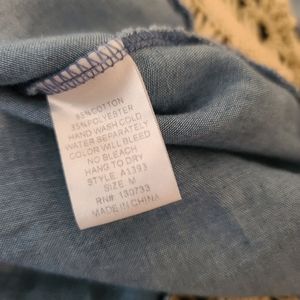 65%COTTON
35%POLYESTER
HAND WASH COLD
WATER SEPARATELY
COLOR WILL BLEED
NO BLEACH
HANG TO DRY
STYLE: A1393
SIZE: M
RN#: 130733
MADE IN CHINA